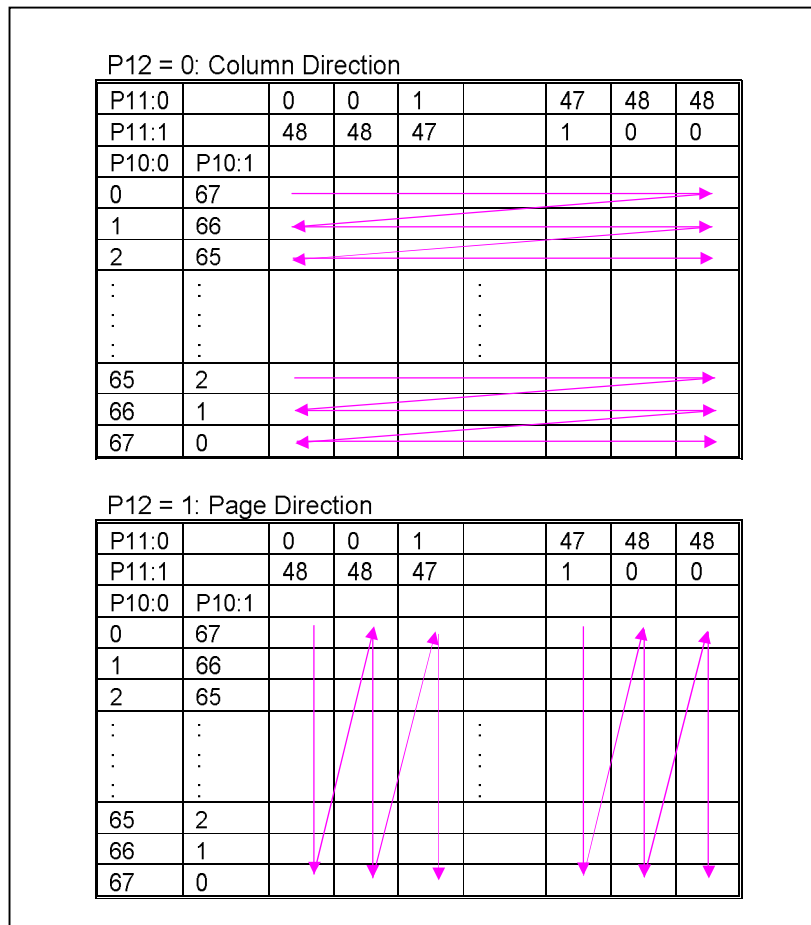 P12 = 0: Column Direction
P11:0 0 0 1 47 48 48
P11:1 48 48 47 1 0 0
P10:0 P10:1
0 67
1 66
2 65
: : :
: : :
: : :
65 2
66 1
67 0
P12 = 1: Page Direction
P11:0 0 0 1 47 48 48
P11:1 48 48 47 1 0 0
P10:0 P10:1
0 67
1 66
2 65
: : :
: : :
: : :
65 2
66 1
67 0